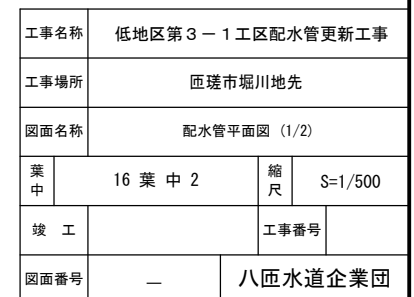 工事名称 低地区第3-1工区配水管更新工事
工事場所 匝瑳市堀川地先
図面名称 配水管平面図 (1/2)
葉中 16 葉 中 2 縮尺 S=1/500
竣 工 工事番号
図面番号 — 八匝水道企業団